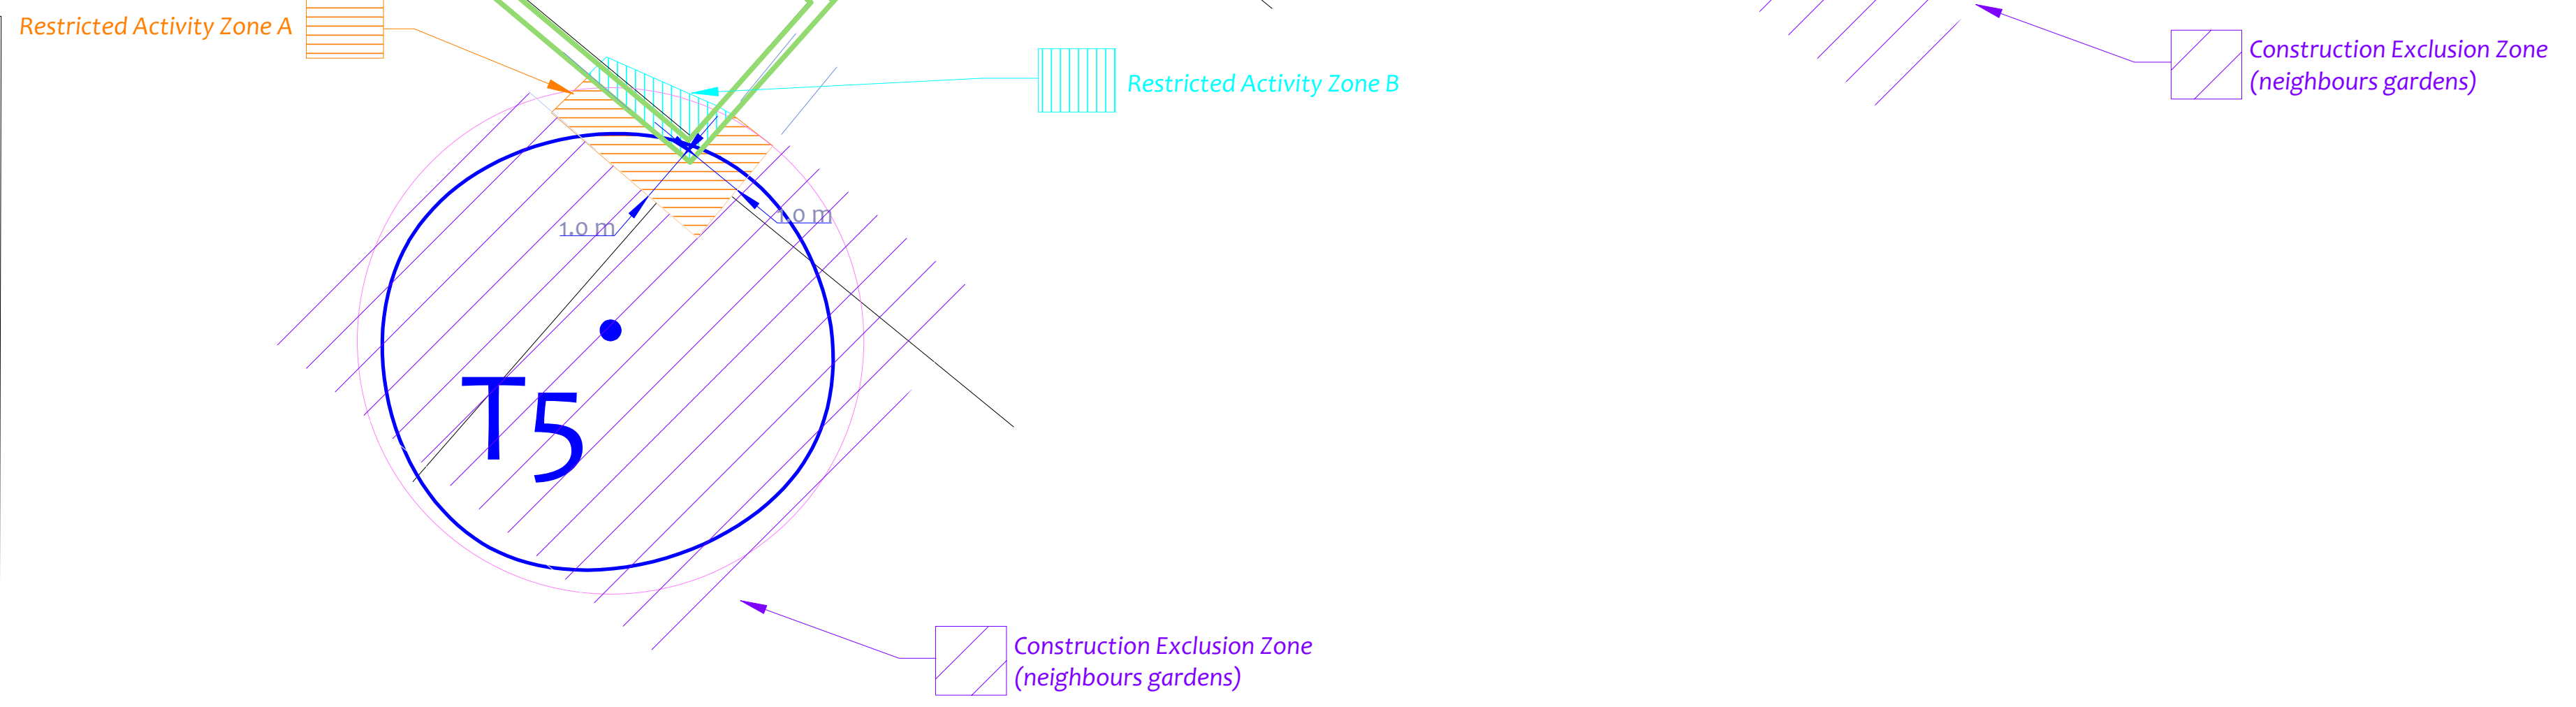 Restricted Activity Zone A
Restricted Activity Zone B
Construction Exclusion Zone
(neighbours gardens)
1.0 m
1.0 m
T5
Construction Exclusion Zone
(neighbours gardens)